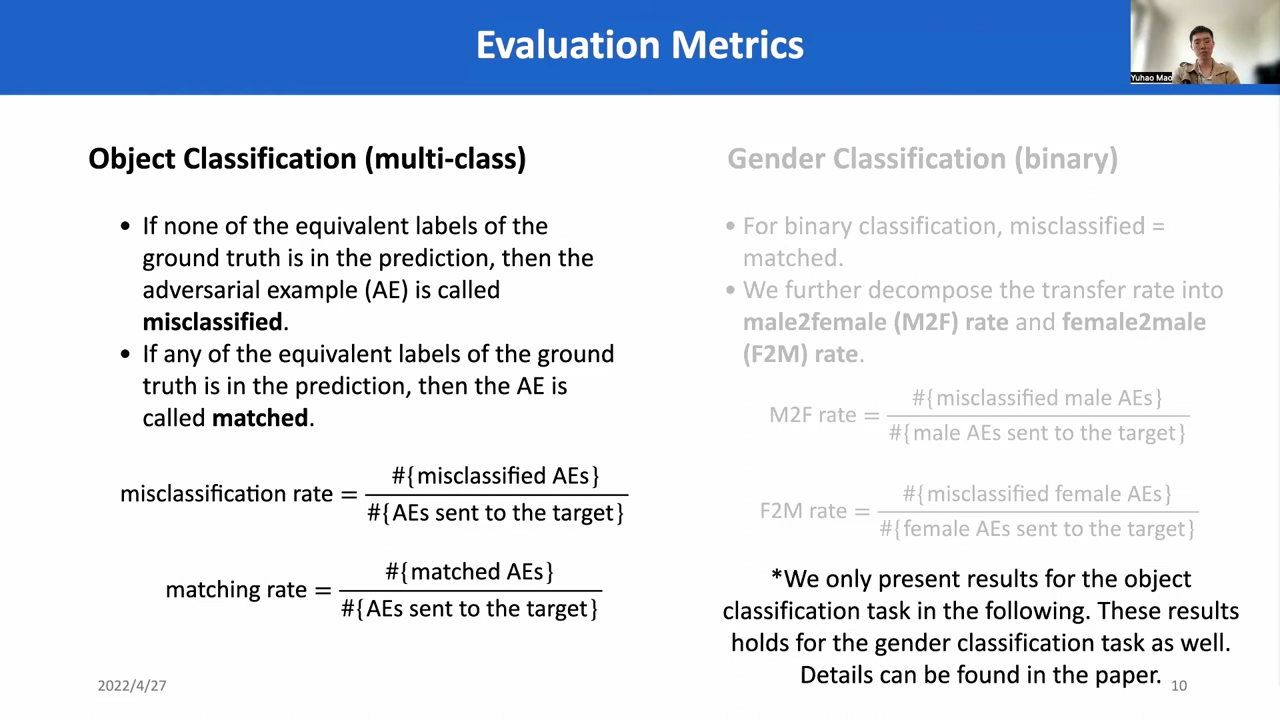 Evaluation Metrics
Yuhao Mao
Object Classification (multi-class)
• If none of the equivalent labels of the
ground truth is in the prediction, then the
adversarial example (AE) is called
misclassified.
• If any of the equivalent labels of the ground
truth is in the prediction, then the AE is
called matched.
misclassification rate = #{misclassified AEs}
#{AEs sent to the target}
matching rate = #{matched AEs}
#{AEs sent to the target}
Gender Classification (binary)
• For binary classification, misclassified =
matched.
• We further decompose the transfer rate into
male2female (M2F) rate and female2male
(F2M) rate.
M2F rate = #{misclassified male AEs}
#{male AEs sent to the target}
F2M rate = #{misclassified female AEs}
#{female AEs sent to the target}
*We only present results for the object
classification task in the following. These results
holds for the gender classification task as well.
Details can be found in the paper.
2022/4/27
10